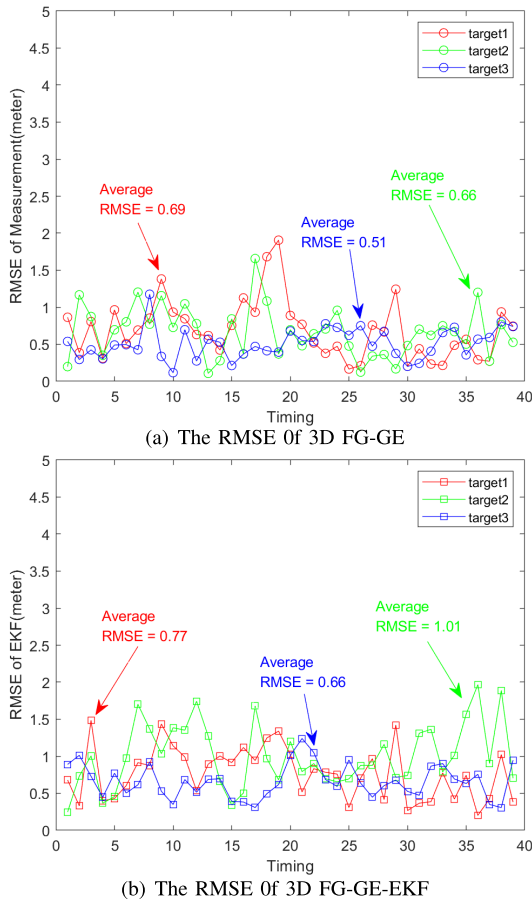 5
4.5
4
3.5
3
2.5
2
1.5
1
0.5
0
RMSE of Measurement(meter)
target1
target2
target3
Average
RMSE = 0.69
Average
RMSE = 0.51
Average
RMSE = 0.66
0 5 10 15 20 25 30 35 40
Timing
(a) The RMSE 0f 3D FG-GE
5
4.5
4
3.5
3
2.5
2
1.5
1
0.5
0
RMSE of EKF(meter)
target1
target2
target3
Average
RMSE = 0.77
Average
RMSE = 0.66
Average
RMSE = 1.01
0 5 10 15 20 25 30 35 40
Timing
(b) The RMSE 0f 3D FG-GE-EKF